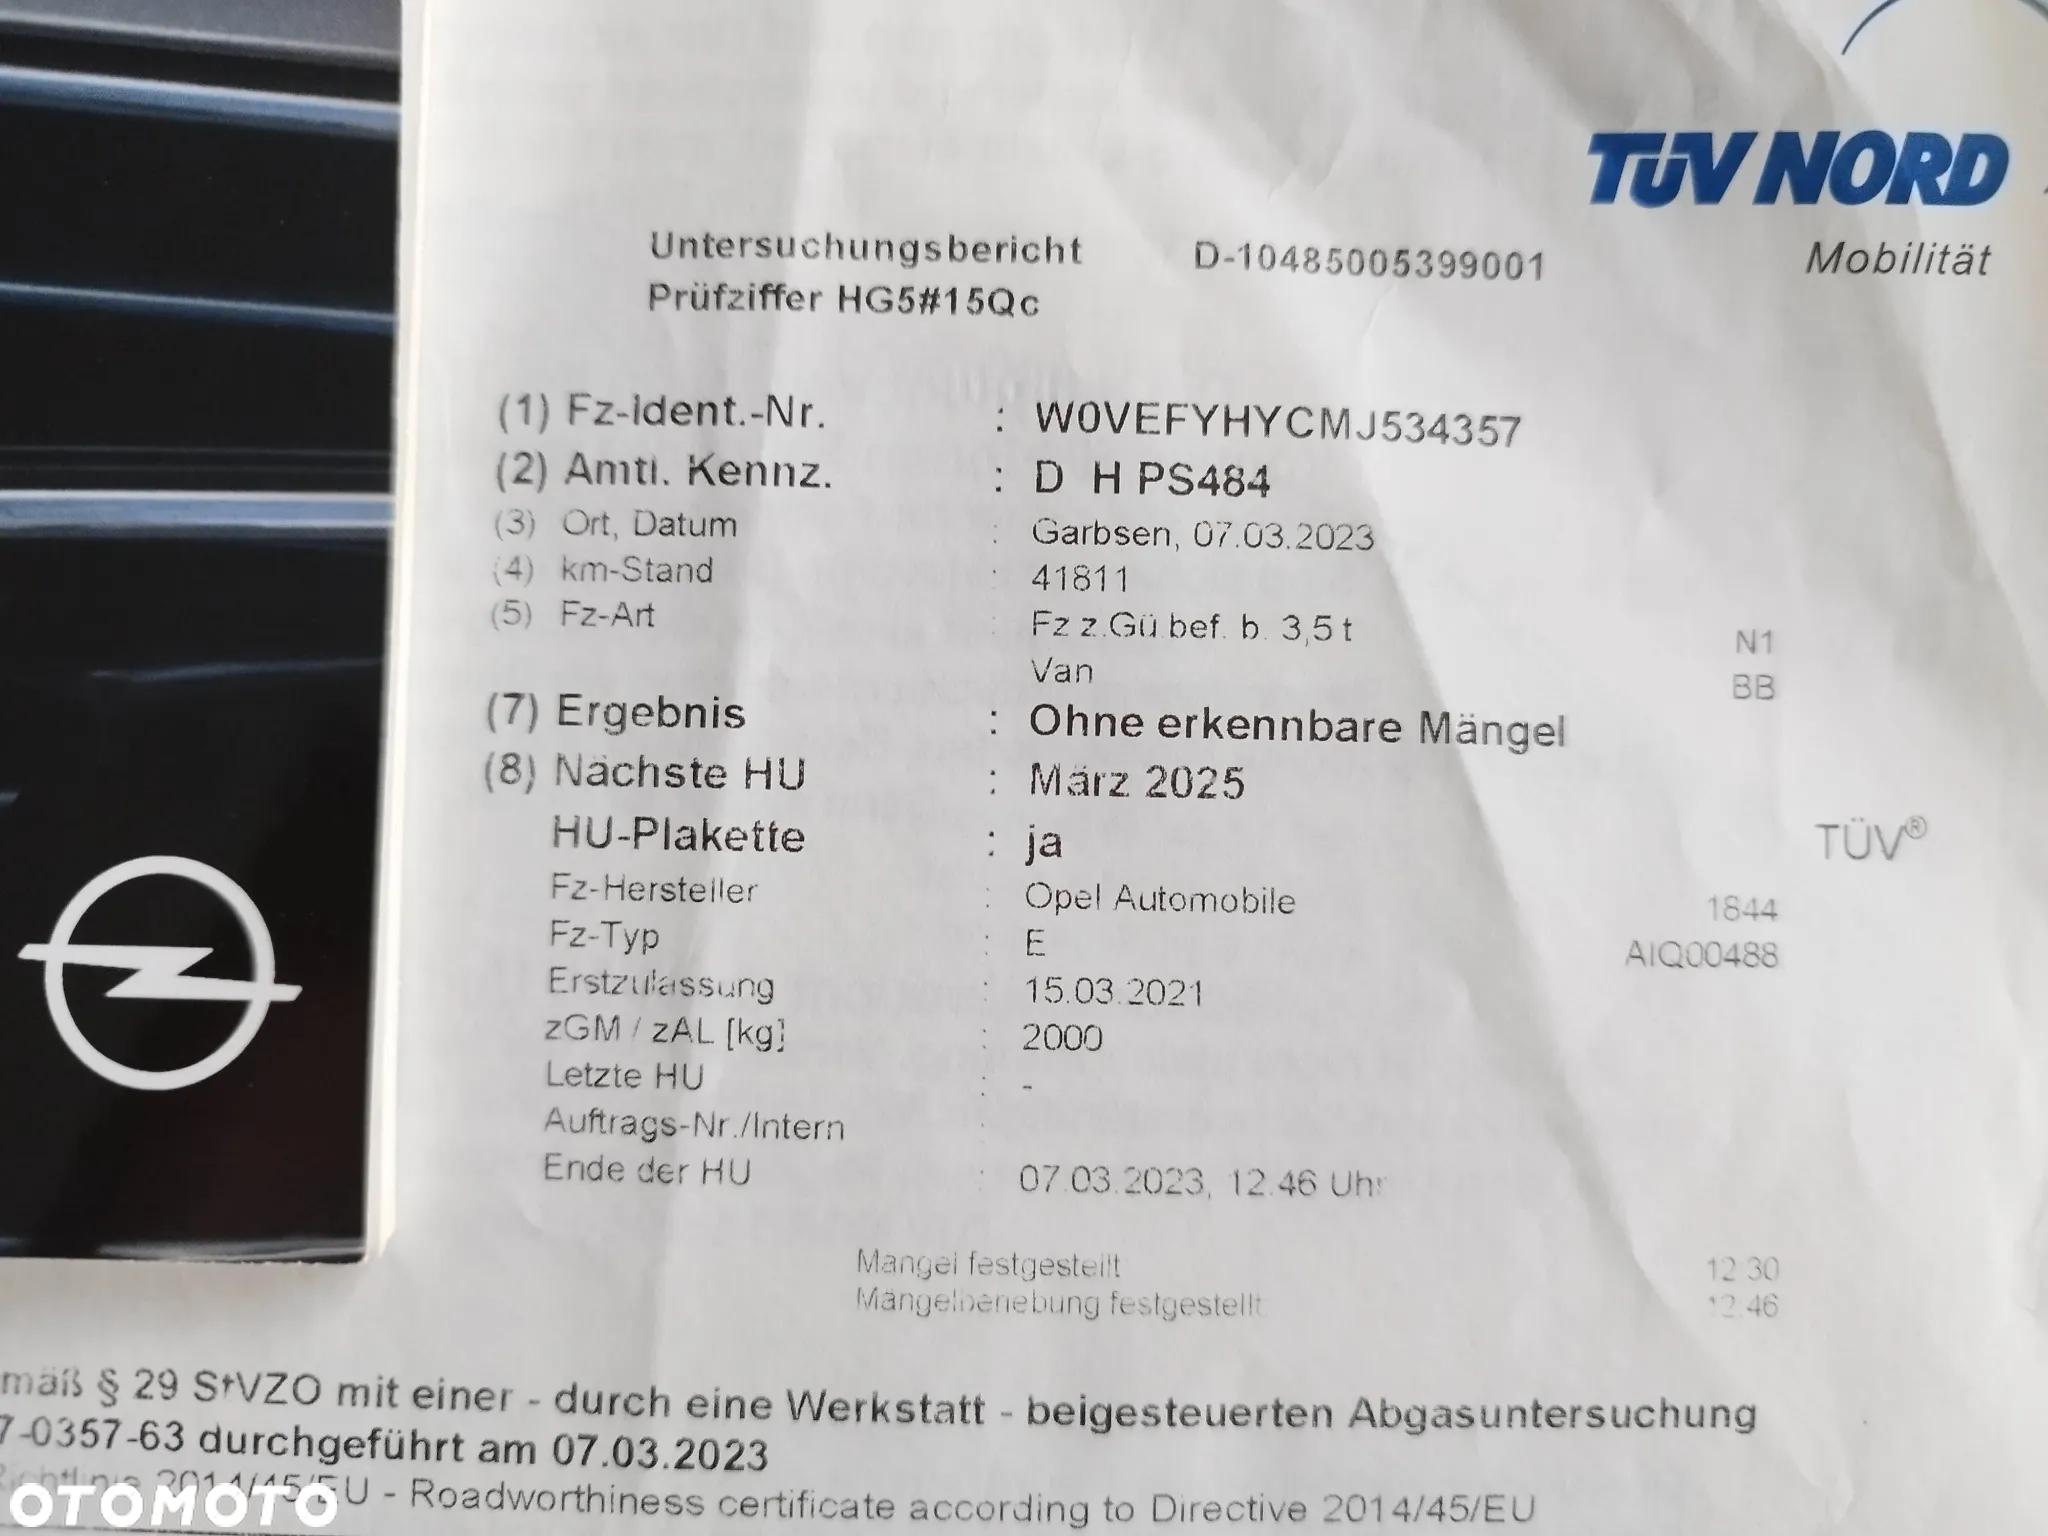 TÜV NORD
Mobilität
Untersuchungsbericht D-10485005399001
Prüfziffer HG5#15Qc
(1) Fz-Ident.-Nr. : W0VEFYHYCMJ534357
(2) Amtl. Kennz. : D H PS484
(3) Ort, Datum : Garbsen, 07.03.2023
(4) km-Stand : 41811
(5) Fz-Art : Fz z.Gü.bef. b. 3,5 t N1
Van BB
(7) Ergebnis : Ohne erkennbare Mängel
(8) Nächste HU : März 2025
HU-Plakette : ja
TÜV®
Fz-Hersteller : Opel Automobile 1844
Fz-Typ : E AIQ00488
Erstzulassung : 15.03.2021
zGM / zAL [kg] : 2000
Letzte HU : -
Auftrags-Nr./Intern :
Ende der HU : 07.03.2023, 12.46 Uhr
Mängel festgestellt 12:30
Mängelbehebung festgestellt 12:46
mäß § 29 StVZO mit einer - durch eine Werkstatt - beigesteuerten Abgasuntersuchung
7-0357-63 durchgeführt am 07.03.2023
Richtlinie 2014/45/EU - Roadworthiness certificate according to Directive 2014/45/EU
OTOMOTO